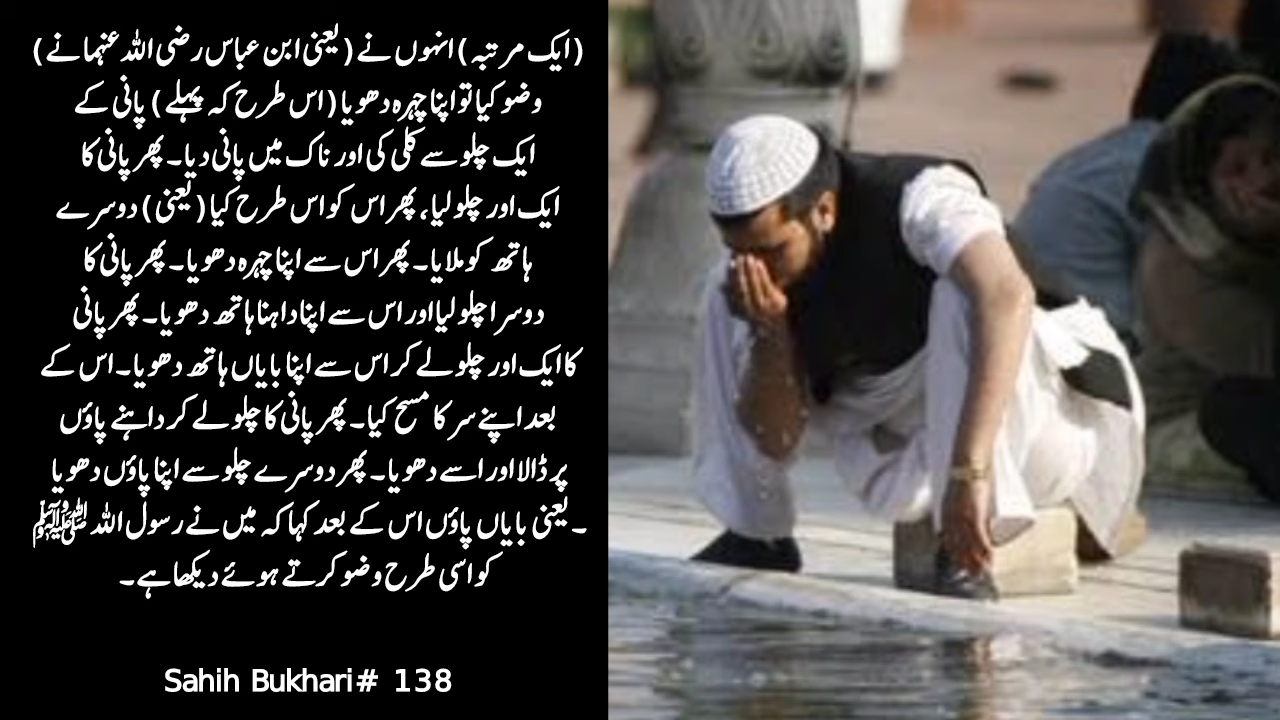 (ایک مرتبہ) انہوں نے (یعنی ابن عباس رضی اللہ عنہما نے)
وضو کیا تو اپنا چہرہ دھویا (اس طرح کہ پہلے) پانی کے
ایک چلو سے کلی کی اور ناک میں پانی دیا۔ پھر پانی کا
ایک اور چلو لیا، پھر اس کو اس طرح کیا (یعنی) دوسرے
ہاتھ کو ملایا۔ پھر اس سے اپنا چہرہ دھویا۔ پھر پانی کا
دوسرا چلو لیا اور اس سے اپنا داہنا ہاتھ دھویا۔ پھر پانی
کا ایک اور چلو لے کر اس سے اپنا بایاں ہاتھ دھویا۔ اس کے
بعد اپنے سر کا مسح کیا۔ پھر پانی کا چلو لے کر داہنے پاؤں
پر ڈالا اور اسے دھویا۔ پھر دوسرے چلو سے اپنا پاؤں دھویا
۔ یعنی بایاں پاؤں اس کے بعد کہا کہ میں نے رسول اللہ ﷺ
کو اسی طرح وضو کرتے ہوئے دیکھا ہے۔
Sahih Bukhari# 138